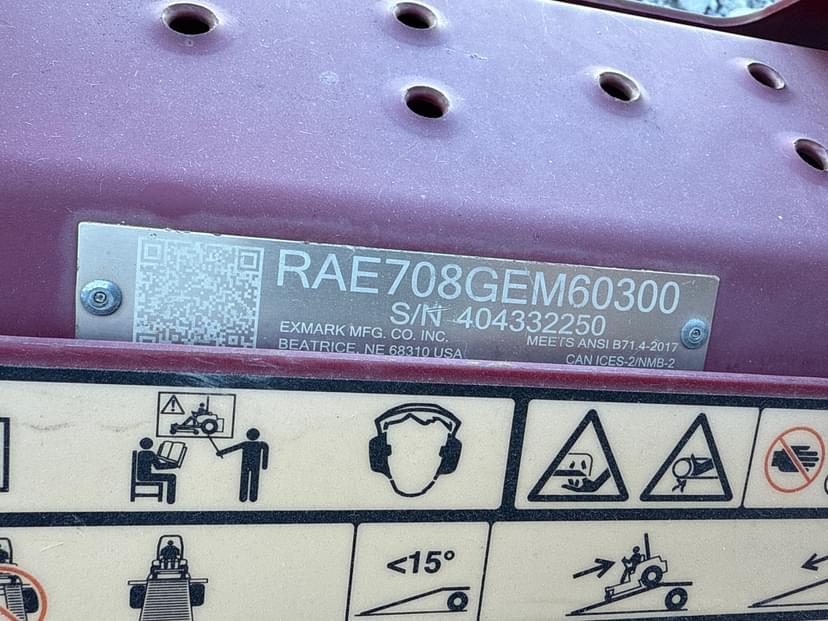 RAE708GEM60300
S/N 404332250
EXMARK MFG. CO. INC.
MEETS ANSI B71.4-2017
BEATRICE, NE 68310 USA
CAN ICES-2/NMB-2
<15°